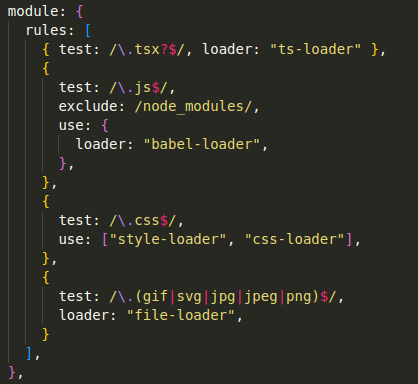 module: {
  rules: [
    { test: /\.tsx?$/, loader: "ts-loader" },
    {
      test: /\.js$/,
      exclude: /node_modules/,
      use: {
        loader: "babel-loader",
      },
    },
    {
      test: /\.css$/,
      use: ["style-loader", "css-loader"],
    },
    {
      test: /\.(gif|svg|jpg|jpeg|png)$/,
      loader: "file-loader",
    }
  ],
},